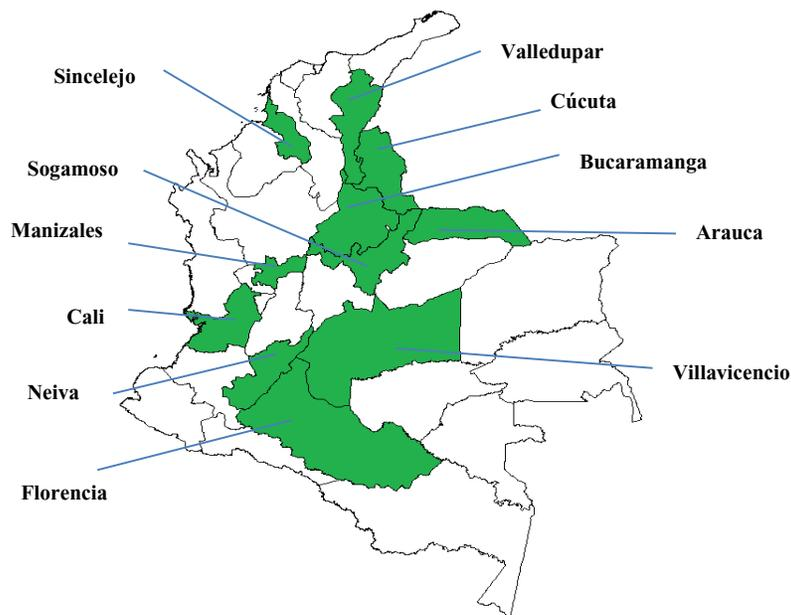 Valledupar
Sincelejo
Cúcuta
Bucaramanga
Sogamoso
Manizales
Arauca
Cali
Villavicencio
Neiva
Florencia